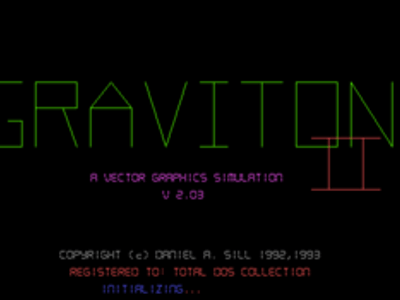 GRAVITON
II
A VECTOR GRAPHICS SIMULATION
V 2.03
COPYRIGHT (c) DANIEL A. SILL 1992,1993
REGISTERED TO: TOTAL DOS COLLECTION
INITIALIZING...